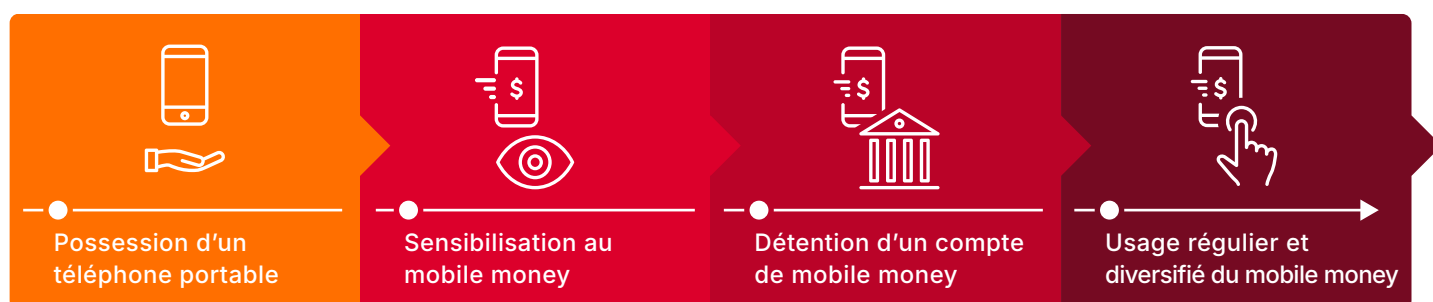 $
$
$
Possession d’un
téléphone portable
Sensibilisation au
mobile money
Détention d’un compte
de mobile money
Usage régulier et
diversifié du mobile money